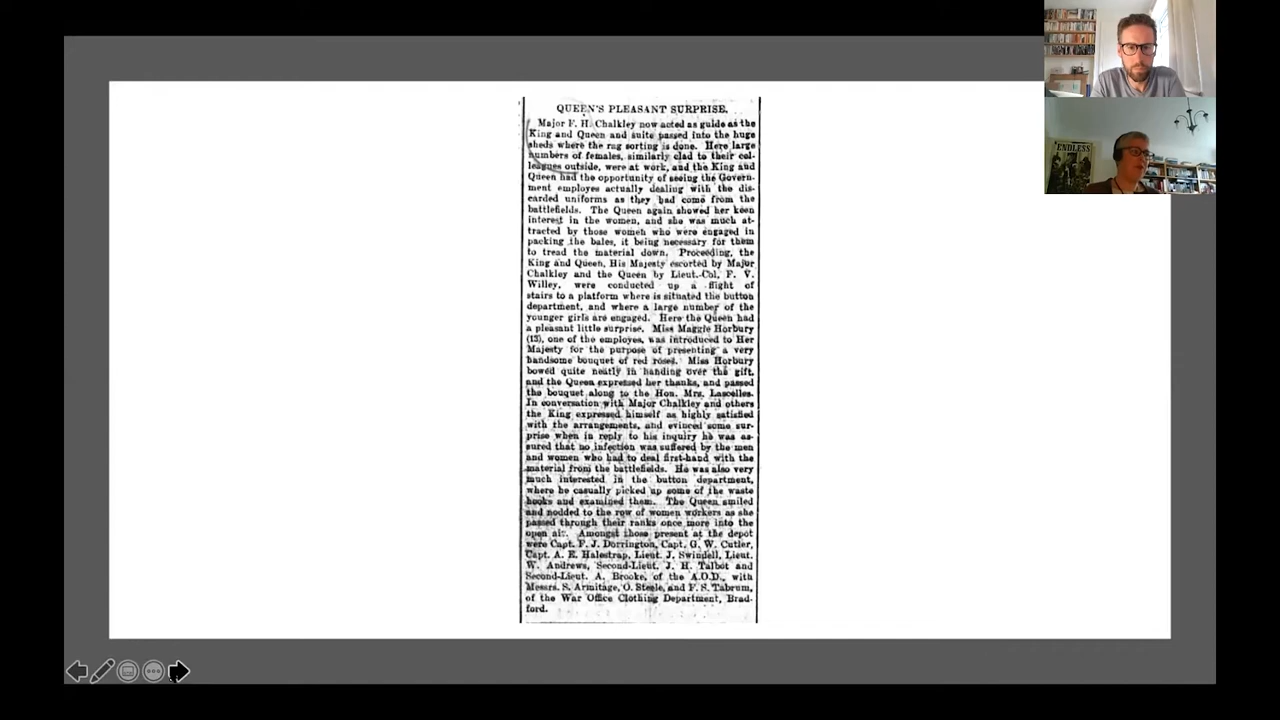 QUEEN'S PLEASANT SURPRISE.
Major F. H. Chalkley now acted as guide as the
King and Queen and suite passed into the huge
sheds where the rag sorting is done. Here large
numbers of females, similarly clad to their col-
leagues outside, were at work, and the King and
Queen had the opportunity of seeing the Govern-
ment employes actually dealing with the dis-
carded uniforms as they had come from the
battlefields. The Queen again showed her keen
interest in the women, and she was much at-
tracted by those women who were engaged in
packing the bales, it being necessary for them
to tread the material down. Proceeding, the
King and Queen, His Majesty escorted by Major
Chalkley and the Queen by Lieut.-Col. F. V.
Willey, were conducted up a flight of
stairs to a platform where is situated the button
department, and where a large number of the
younger girls are engaged. Here the Queen had
a pleasant little surprise. Miss Maggie Horbury
(13), one of the employes, was introduced to Her
Majesty for the purpose of presenting a very
handsome bouquet of red roses. Miss Horbury
bowed quite neatly in handing over the gift,
and the Queen expressed her thanks, and passed
the bouquet along to the Hon. Mrs. Lascelles.
In conversation with Major Chalkley and others
the King expressed himself as highly satisfied
with the arrangements, and evinced some sur-
prise when in reply to his inquiry he was as-
sured that no infection was suffered by the men
and women who had to deal first-hand with the
material from the battlefields. He was also very
much interested in the button department,
where he casually picked up some of the waste
hooks and examined them. The Queen smiled
and nodded to the row of women workers as she
passed through their ranks once more into the
open air. Amongst those present at the depot
were Capt. F. J. Dorrington, Capt. G. W. Cutler,
Capt. A. E. Halestrap, Lieut. J. Swindell, Lieut.
W. Andrews, Second-Lieut. J. H. Talbot and
Second-Lieut. A. Brooke, of the A.O.D., with
Messrs. S. Armitage, O. Steele, and F. S. Tabrum,
of the War Office Clothing Department, Brad-
ford.
ENDLESS